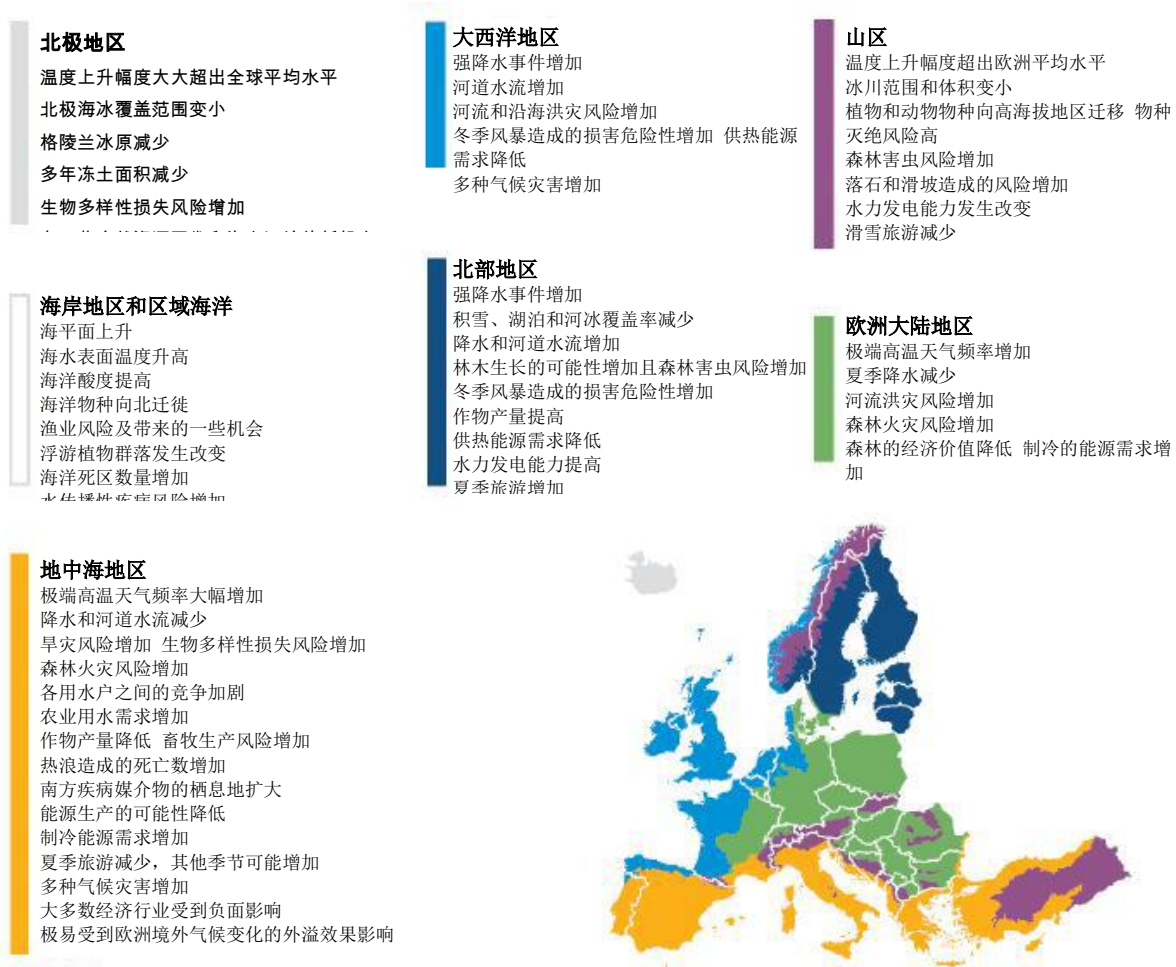 北极地区
温度上升幅度大大超出全球平均水平
北极海冰覆盖范围变小
格陵兰冰原减少
多年冻土面积减少
生物多样性损失风险增加
海岸地区和区域海洋
海平面上升
海水表面温度升高
海洋酸度提高
海洋物种向北迁徙
渔业风险及带来的一些机会
浮游植物群落发生改变
海洋死区数量增加
水传播性疾病风险增加
大西洋地区
强降水事件增加
河道水流增加
河流和沿海洪灾风险增加
冬季风暴造成的损害危险性增加 供热能源
需求降低
多种气候灾害增加
北部地区
强降水事件增加
积雪、湖泊和河冰覆盖率减少
降水和河道水流增加
林木生长的可能性增加且森林害虫风险增加
冬季风暴造成的损害危险性增加
作物产量提高
供热能源需求降低
水力发电能力提高
夏季旅游增加
山区
温度上升幅度超出欧洲平均水平
冰川范围和体积变小
植物和动物物种向高海拔地区迁移 物种
灭绝风险高
森林害虫风险增加
落石和滑坡造成的风险增加
水力发电能力发生改变
滑雪旅游减少
欧洲大陆地区
极端高温天气频率增加
夏季降水减少
河流洪灾风险增加
森林火灾风险增加
森林的经济价值降低 制冷的能源需求增
加
地中海地区
极端高温天气频率大幅增加
降水和河道水流减少
旱灾风险增加 生物多样性损失风险增加
森林火灾风险增加
各用水户之间的竞争加剧
农业用水需求增加
作物产量降低 畜牧生产风险增加
热浪造成的死亡数增加
南方疾病媒介物的栖息地扩大
能源生产的可能性降低
制冷能源需求增加
夏季旅游减少，其他季节可能增加
多种气候灾害增加
大多数经济行业受到负面影响
极易受到欧洲境外气候变化的外溢效果影响